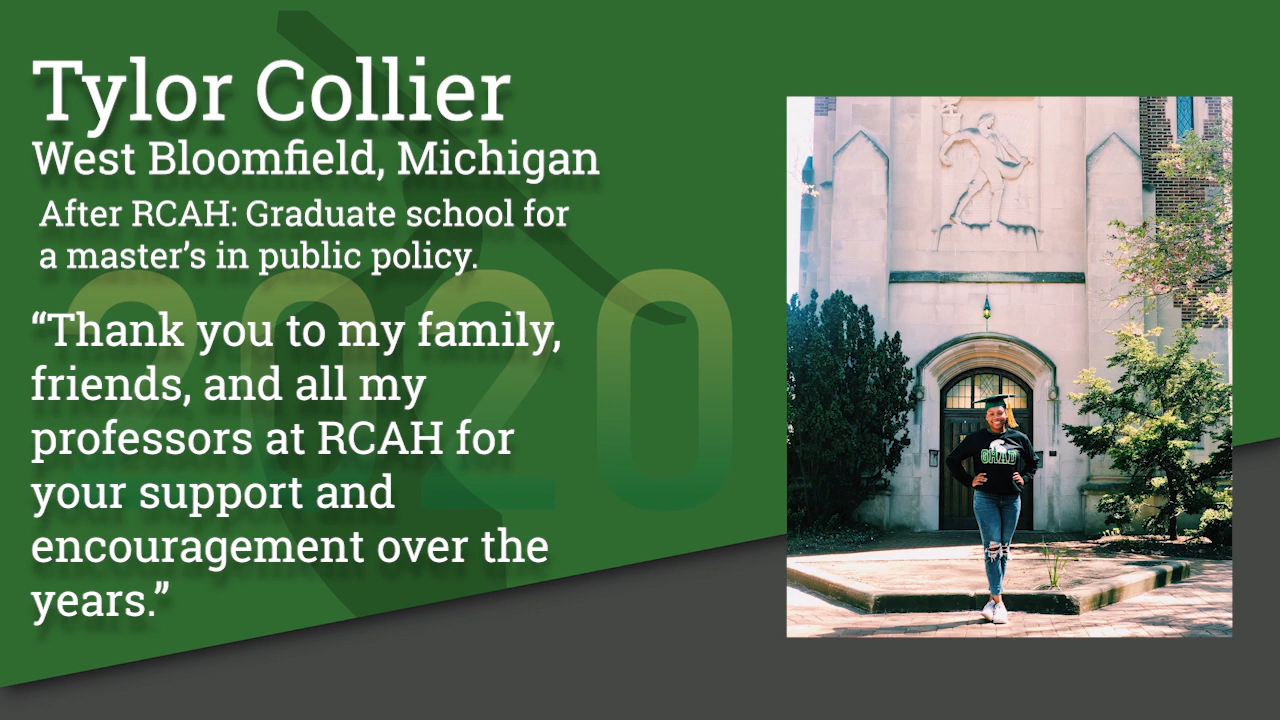 Tylor Collier
West Bloomfield, Michigan
After RCAH: Graduate school for
a master’s in public policy.
2020
“Thank you to my family,
friends, and all my
professors at RCAH for
your support and
encouragement over the
years.”
GRAD